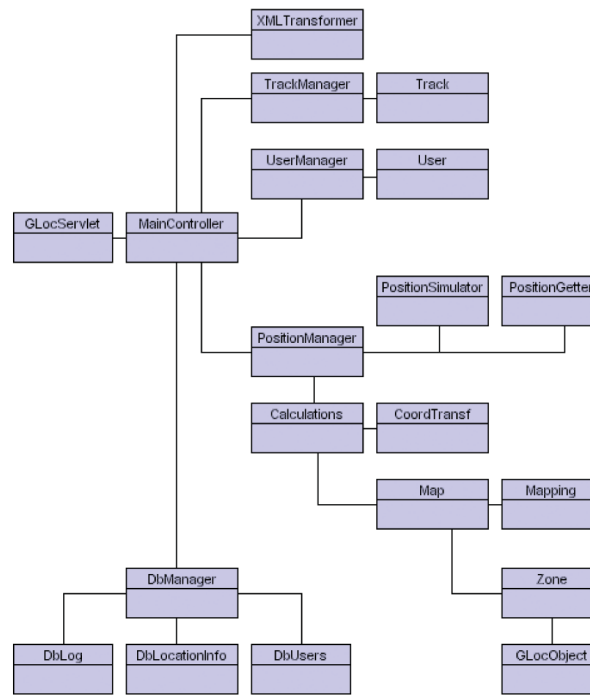 XMLTransformer
TrackManager
Track
UserManager
User
GLocServlet
MainController
PositionSimulator
PositionGetter
PositionManager
Calculations
CoordTransf
Map
Mapping
DbManager
Zone
DbLog
DbLocationInfo
DbUsers
GLocObject